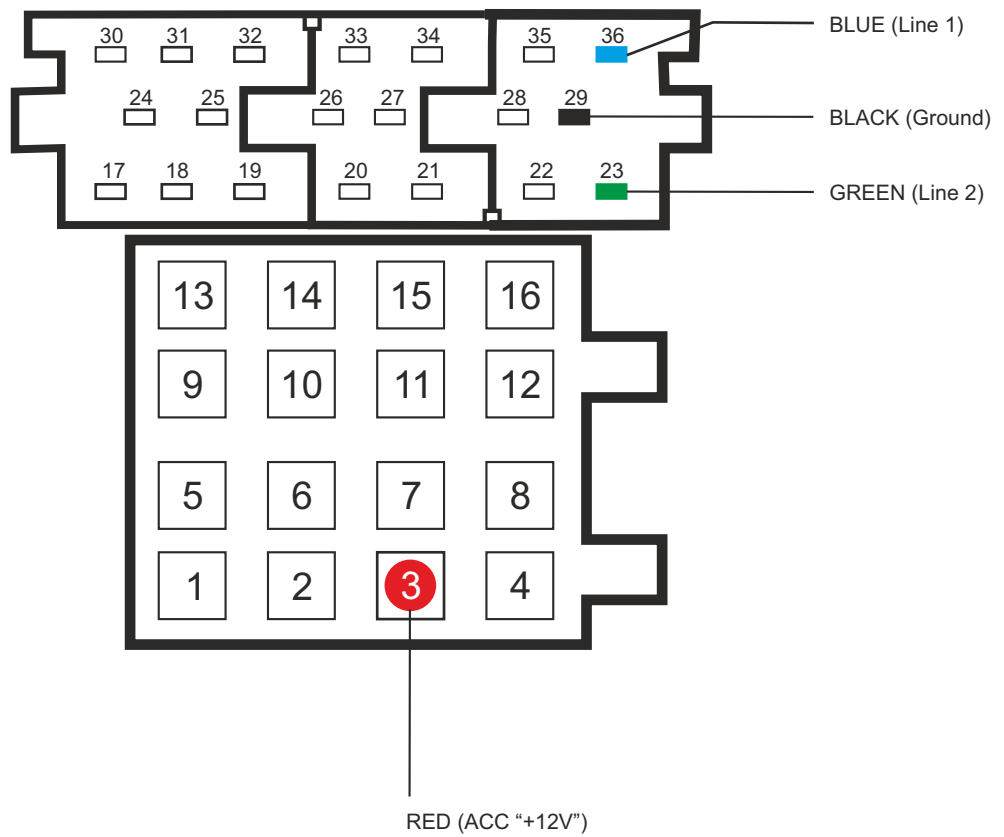 BLUE (Line 1)
30 31 32 33 34 35 36
24 25 26 27 28 29
BLACK (Ground)
17 18 19 20 21 22 23
GREEN (Line 2)
13 14 15 16
9 10 11 12
5 6 7 8
1 2 3 4
RED (ACC “+12V”)